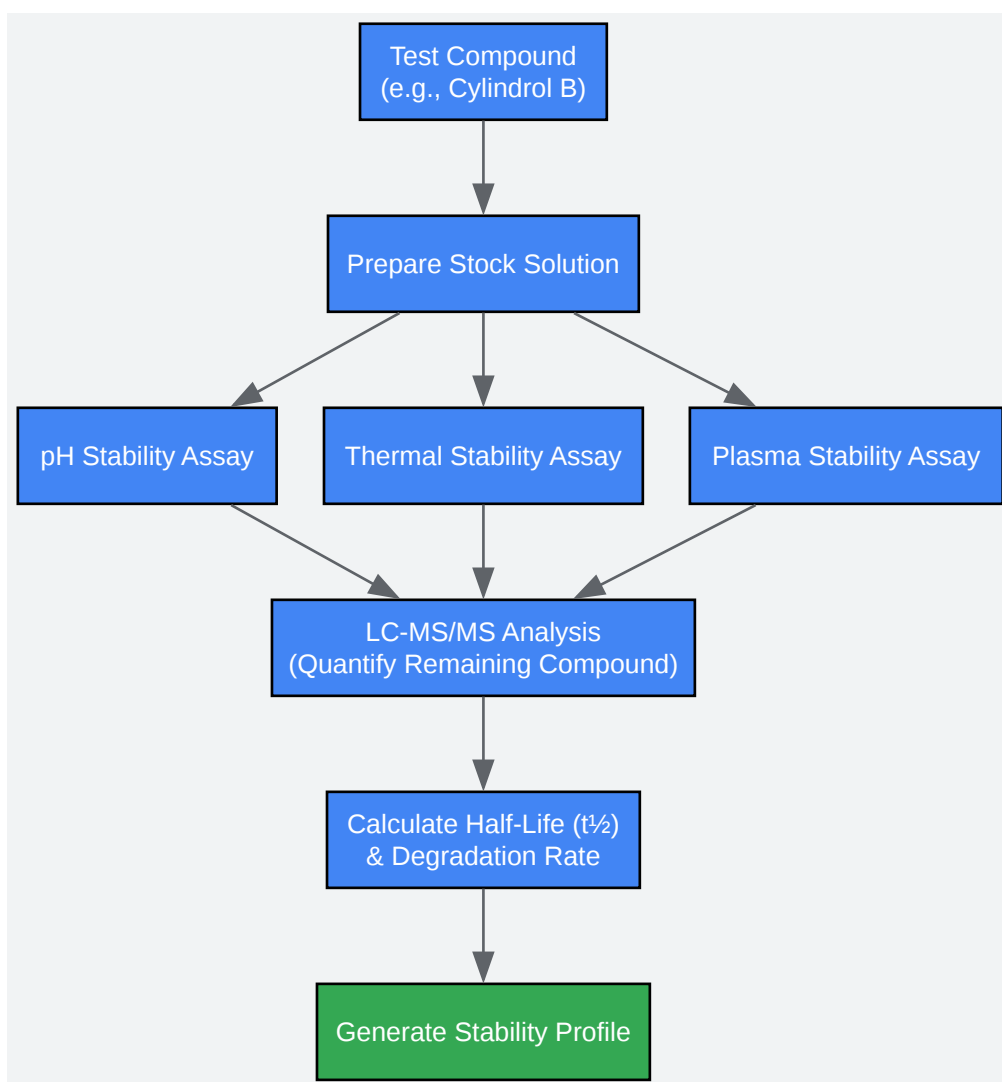 Test Compound
(e.g., Cylindrol B)
Prepare Stock Solution
pH Stability Assay
Thermal Stability Assay
Plasma Stability Assay
LC-MS/MS Analysis
(Quantify Remaining Compound)
Calculate Half-Life (t½)
& Degradation Rate
Generate Stability Profile